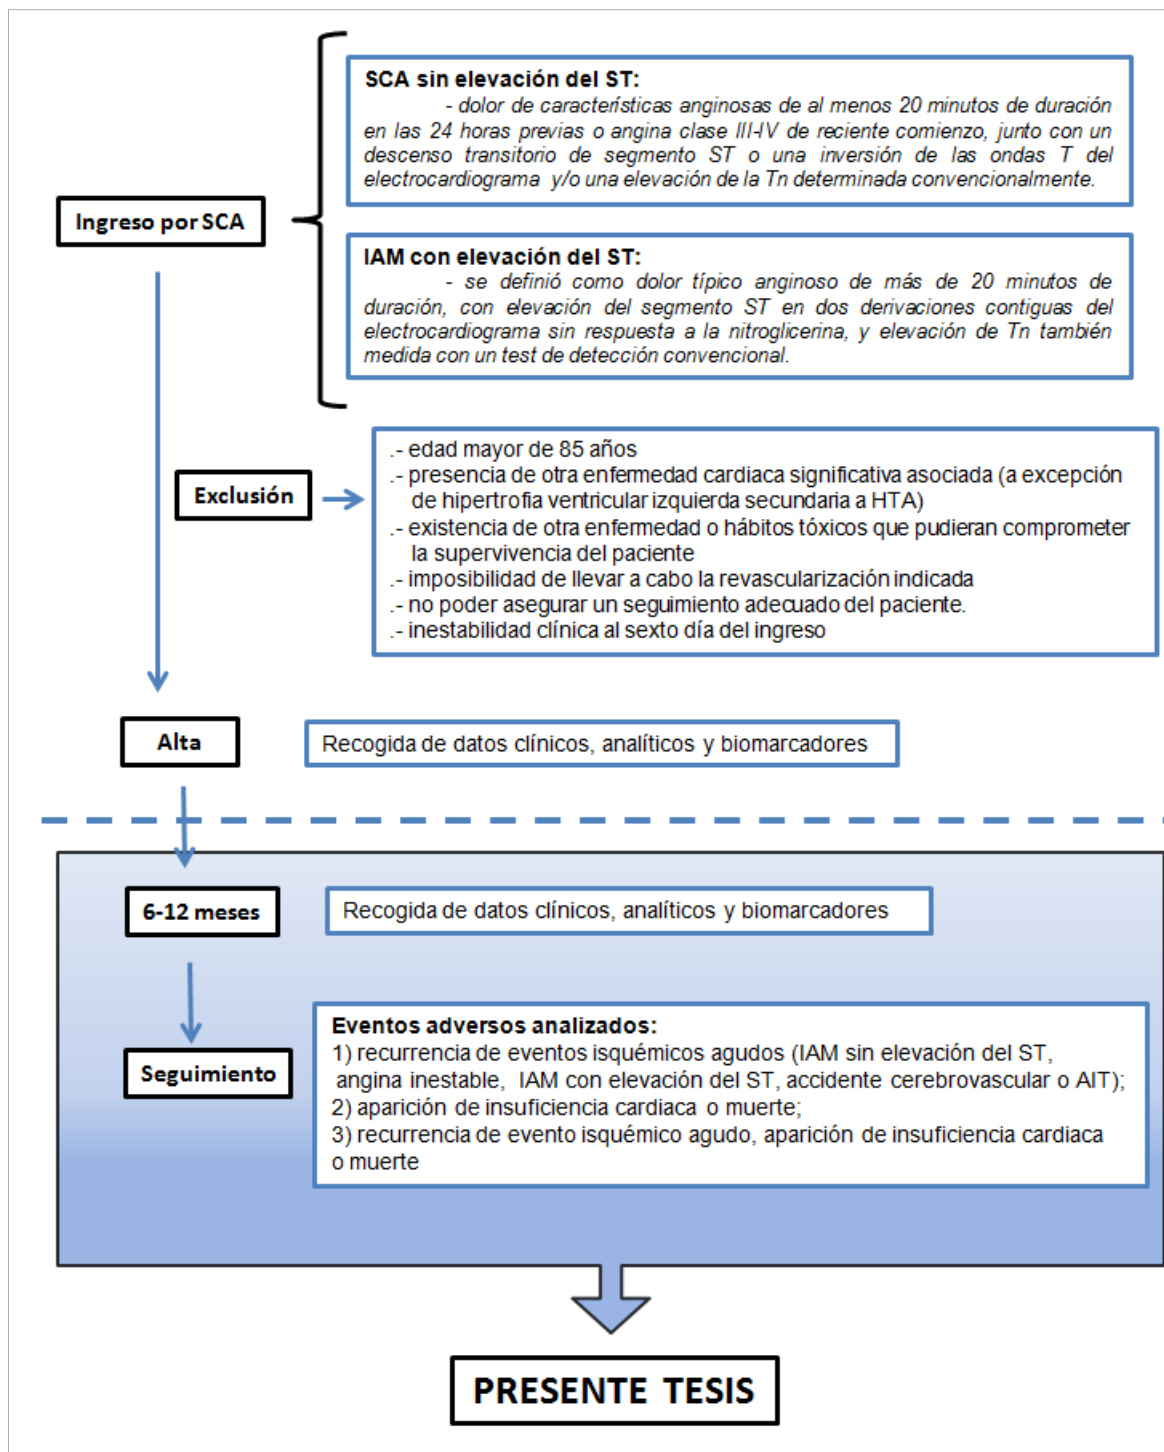 SCA sin elevación del ST:
- dolor de características anginosas de al menos 20 minutos de duración
en las 24 horas previas o angina clase III-IV de reciente comienzo, junto con un
descenso transitorio de segmento ST o una inversión de las ondas T del
electrocardiograma y/o una elevación de la Tn determinada convencionalmente.
Ingreso por SCA
IAM con elevación del ST:
- se definió como dolor típico anginoso de más de 20 minutos de
duración, con elevación del segmento ST en dos derivaciones contiguas del
electrocardiograma sin respuesta a la nitroglicerina, y elevación de Tn también
medida con un test de detección convencional.
Exclusión
.- edad mayor de 85 años
.- presencia de otra enfermedad cardiaca significativa asociada (a excepción
de hipertrofia ventricular izquierda secundaria a HTA)
.- existencia de otra enfermedad o hábitos tóxicos que pudieran comprometer
la supervivencia del paciente
.- imposibilidad de llevar a cabo la revascularización indicada
.- no poder asegurar un seguimiento adecuado del paciente.
.- inestabilidad clínica al sexto día del ingreso
Alta
Recogida de datos clínicos, analíticos y biomarcadores
6-12 meses
Recogida de datos clínicos, analíticos y biomarcadores
Seguimiento
Eventos adversos analizados:
1) recurrencia de eventos isquémicos agudos (IAM sin elevación del ST,
angina inestable, IAM con elevación del ST, accidente cerebrovascular o AIT);
2) aparición de insuficiencia cardiaca o muerte;
3) recurrencia de evento isquémico agudo, aparición de insuficiencia cardiaca
o muerte
PRESENTE TESIS